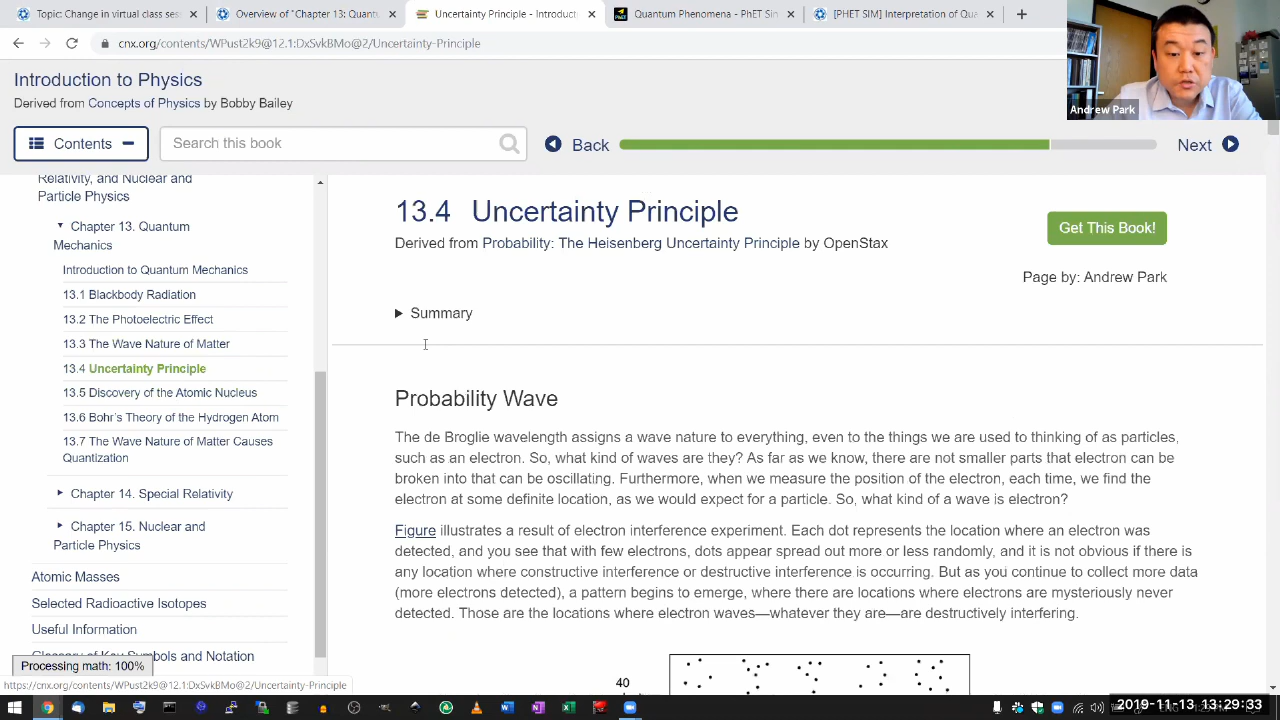 Topic: Change in virtual office
Overview of "Chapter 13: Quan
Uncertainty Principle - Introduct
Quantum Phenomena - PhET Sim
[PHET SIM] Interpretation of Qua
cnx.org/contents/WPust2k9@12.1:DxSvkBMo@2/Uncertainty-Principle
Andrew Park
Introduction to Physics
Derived from Concepts of Physics by Bobby Bailey
Contents
Search this book
Back
Next
Relativity, and Nuclear and
Particle Physics
Chapter 13. Quantum
Mechanics
Introduction to Quantum Mechanics
13.1 Blackbody Radiation
13.2 The Photoelectric Effect
13.3 The Wave Nature of Matter
13.4 Uncertainty Principle
13.5 Discovery of the Atomic Nucleus
13.6 Bohr's Theory of the Hydrogen Atom
13.7 The Wave Nature of Matter Causes
Quantization
Chapter 14. Special Relativity
Chapter 15. Nuclear and
Particle Physics
Atomic Masses
Selected Radioactive Isotopes
Useful Information
Glossary of Key Symbols and Notation
Processing math: 100%
https://cnx.org/contents/WPust2k9@12.1:DxSvkBMo@2/Uncertainty-Principle
13.4 Uncertainty Principle
Derived from Probability: The Heisenberg Uncertainty Principle by OpenStax
Get This Book!
Page by: Andrew Park
Summary
Probability Wave
The de Broglie wavelength assigns a wave nature to everything, even to the things we are used to thinking of as particles,
such as an electron. So, what kind of waves are they? As far as we know, there are not smaller parts that electron can be
broken into that can be oscillating. Furthermore, when we measure the position of the electron, each time, we find the
electron at some definite location, as we would expect for a particle. So, what kind of a wave is electron?
Figure illustrates a result of electron interference experiment. Each dot represents the location where an electron was
detected, and you see that with few electrons, dots appear spread out more or less randomly, and it is not obvious if there is
any location where constructive interference or destructive interference is occurring. But as you continue to collect more data
(more electrons detected), a pattern begins to emerge, where there are locations where electrons are mysteriously never
detected. Those are the locations where electron waves—whatever they are—are destructively interfering.
40
2019-11-13 13:29:33